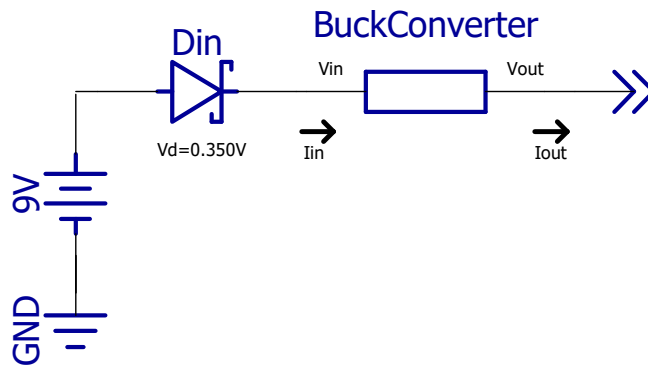 BuckConverter
Din
Vin
Vout
Vd=0.350V
Iin
Iout
9V
GND